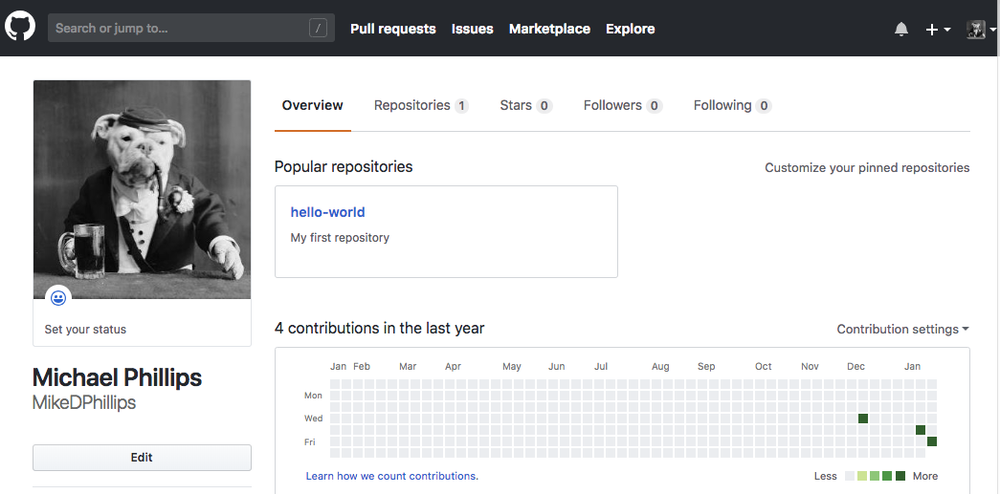 Search or jump to... /
Pull requests Issues Marketplace Explore
Overview Repositories 1 Stars 0 Followers 0 Following 0
Popular repositories Customize your pinned repositories
hello-world
My first repository
Set your status
Michael Phillips
MikeDPhillips
Edit
4 contributions in the last year Contribution settings
Jan Feb Mar Apr May Jun Jul Aug Sep Oct Nov Dec Jan
Mon
Wed
Fri
Learn how we count contributions. Less More